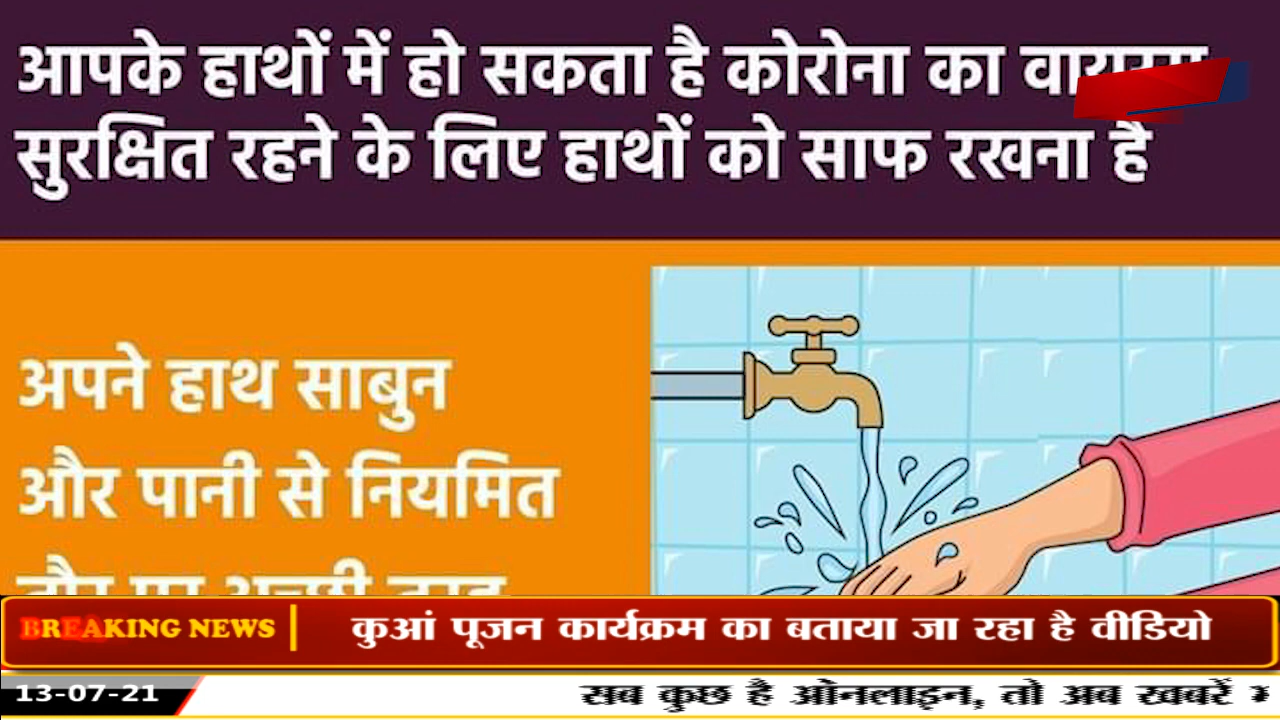 आपके हाथों में हो सकता है कोरोना का
सुरक्षित रहने के लिए हाथों को साफ रखना है
अपने हाथ साबुन
और पानी से नियमित
BREAKING NEWS
कुआं पूजन कार्यक्रम का बताया जा रहा है वीडियो
13-07-21
सब कुछ है ऑनलाइन, तो अब खबरें